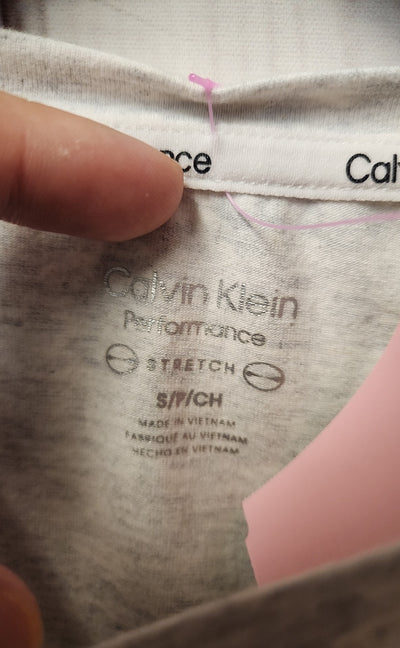 nce Cal
Calvin Klein
Performance
STRETCH
S/P/CH
MADE IN VIETNAM
FABRIQUÉ AU VIETNAM
HECHO EN VIETNAM